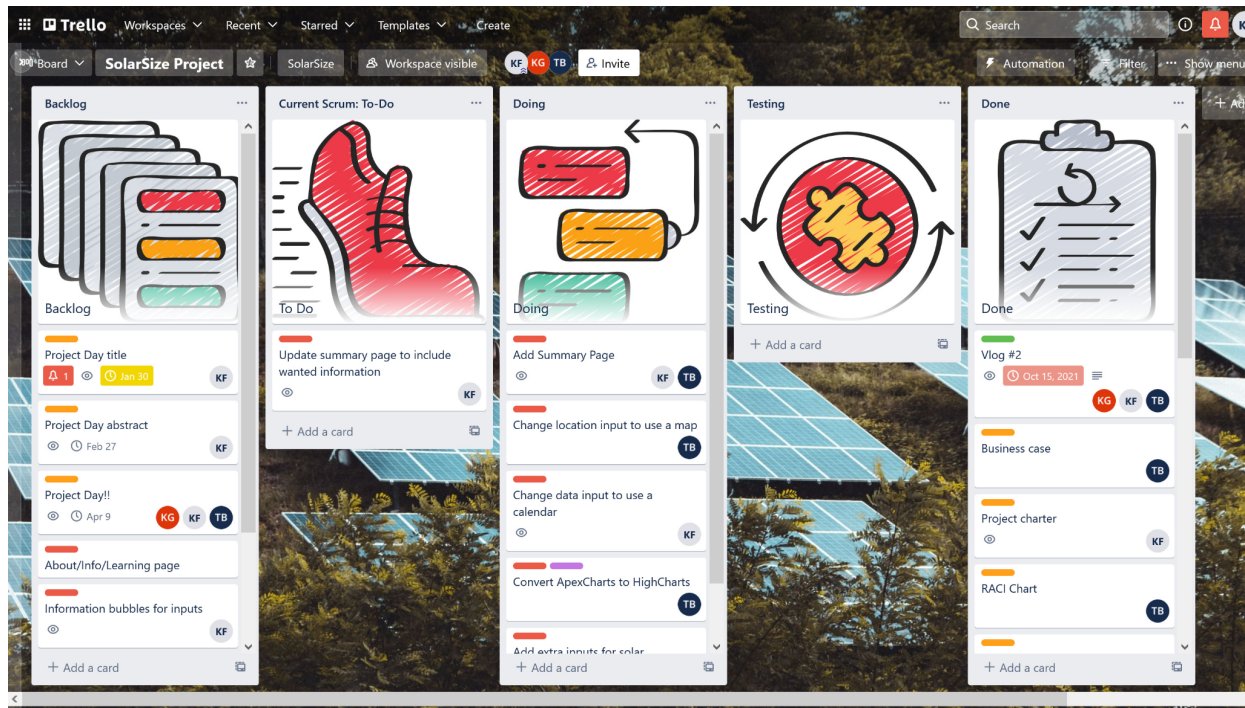 Trello Workspaces Recent Starred Templates Create Search
Board SolarSize Project SolarSize Workspace visible KF KG TB Invite Automation Filter Show menu
Backlog
Backlog
Project Day title
1 Jan 30 KF
Project Day abstract
Feb 27 KF
Project Day!!
Apr 9 KG KF TB
About/Info/Learning page
Information bubbles for inputs
KF
+ Add a card
Current Scrum: To-Do
To Do
Update summary page to include
wanted information
KF
+ Add a card
Doing
Doing
Add Summary Page
KF TB
Change location input to use a map
TB
Change data input to use a
calendar
KF
Convert ApexCharts to HighCharts
TB
Add extra inputs for solar
+ Add a card
Testing
Testing
+ Add a card
Done
Done
Vlog #2
Oct 15, 2021
KG KF TB
Business case
TB
Project charter
KF
RACI Chart
TB
+ Add a card